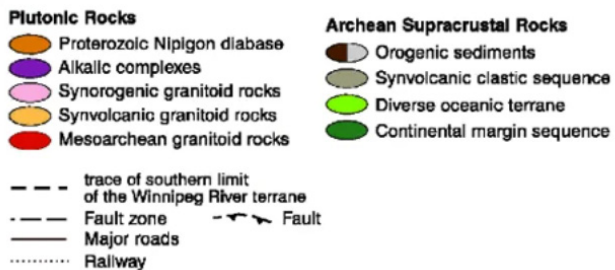 Plutonic Rocks
Proterozoic Nipigon diabase
Alkalic complexes
Synorogenic granitoid rocks
Synvolcanic granitoid rocks
Mesoarchean granitoid rocks
trace of southern limit
of the Winnipeg River terrane
Fault zone
Fault
Major roads
Railway
Archean Supracrustal Rocks
Orogenic sediments
Synvolcanic clastic sequence
Diverse oceanic terrane
Continental margin sequence